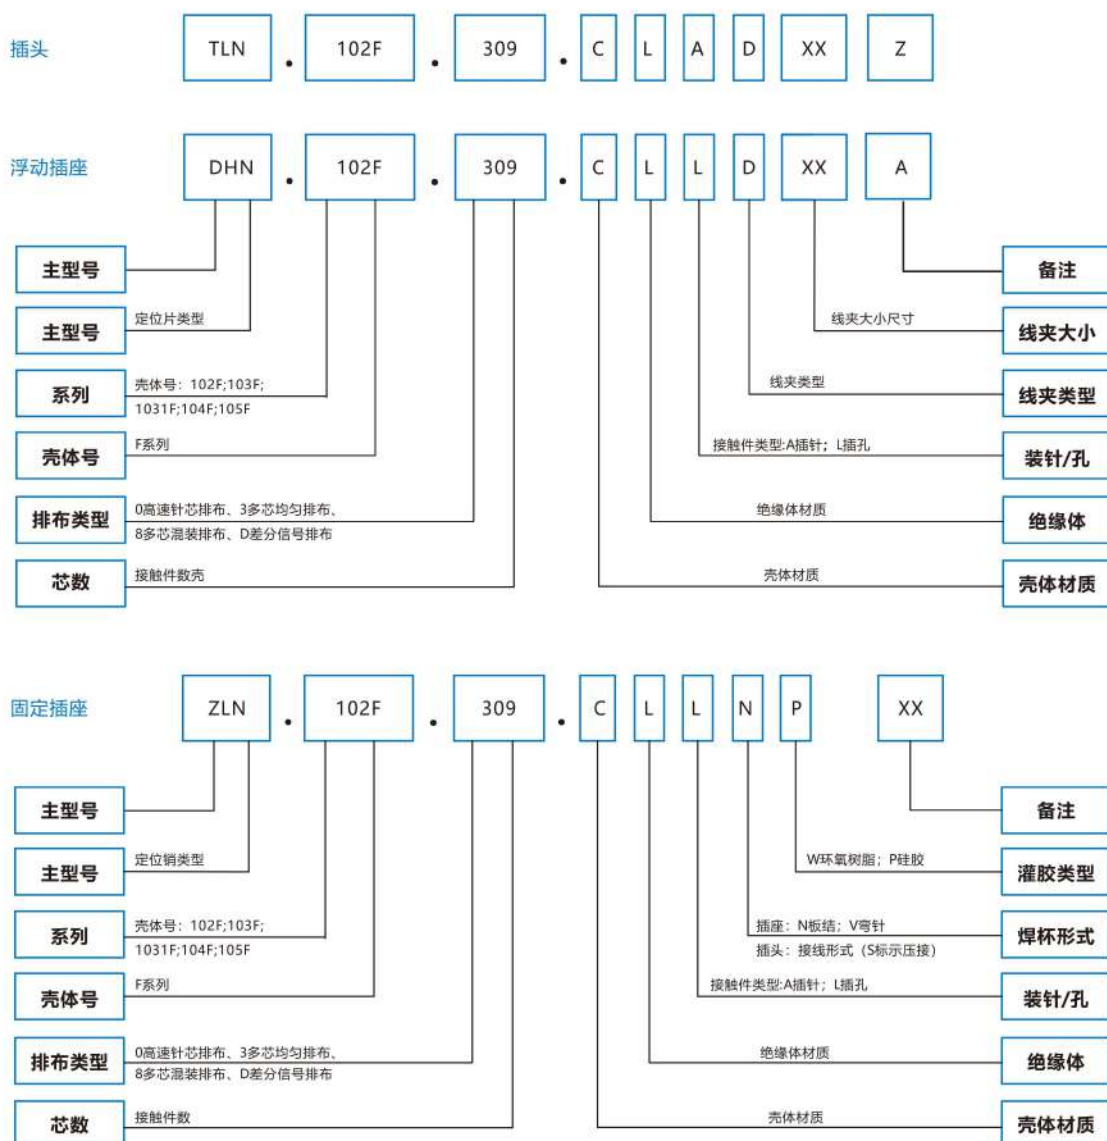 插头 TLN . 102F . 309 . C L A D XX Z
浮动插座 DHN . 102F . 309 . C L L D XX A
主型号 备注
主型号 定位片类型 线夹大小尺寸 线夹大小
系列 壳体号：102F;103F; 线夹类型 线夹类型
1031F;104F;105F
壳体号 F系列 接触件类型:A插针；L插孔 装针/孔
排布类型 0高速针芯排布、3多芯均匀排布、 绝缘体材质 绝缘体
8多芯混装排布、D差分信号排布
芯数 接触件数壳 壳体材质 壳体材质
固定插座 ZLN . 102F . 309 . C L L N P XX
主型号 备注
主型号 定位销类型 W环氧树脂；P硅胶 灌胶类型
系列 壳体号：102F;103F; 插座：N板结；V弯针 焊杯形式
1031F;104F;105F 插头：接线形式（S标示压接）
壳体号 F系列 接触件类型:A插针；L插孔 装针/孔
排布类型 0高速针芯排布、3多芯均匀排布、 绝缘体材质 绝缘体
8多芯混装排布、D差分信号排布
芯数 接触件数 壳体材质 壳体材质